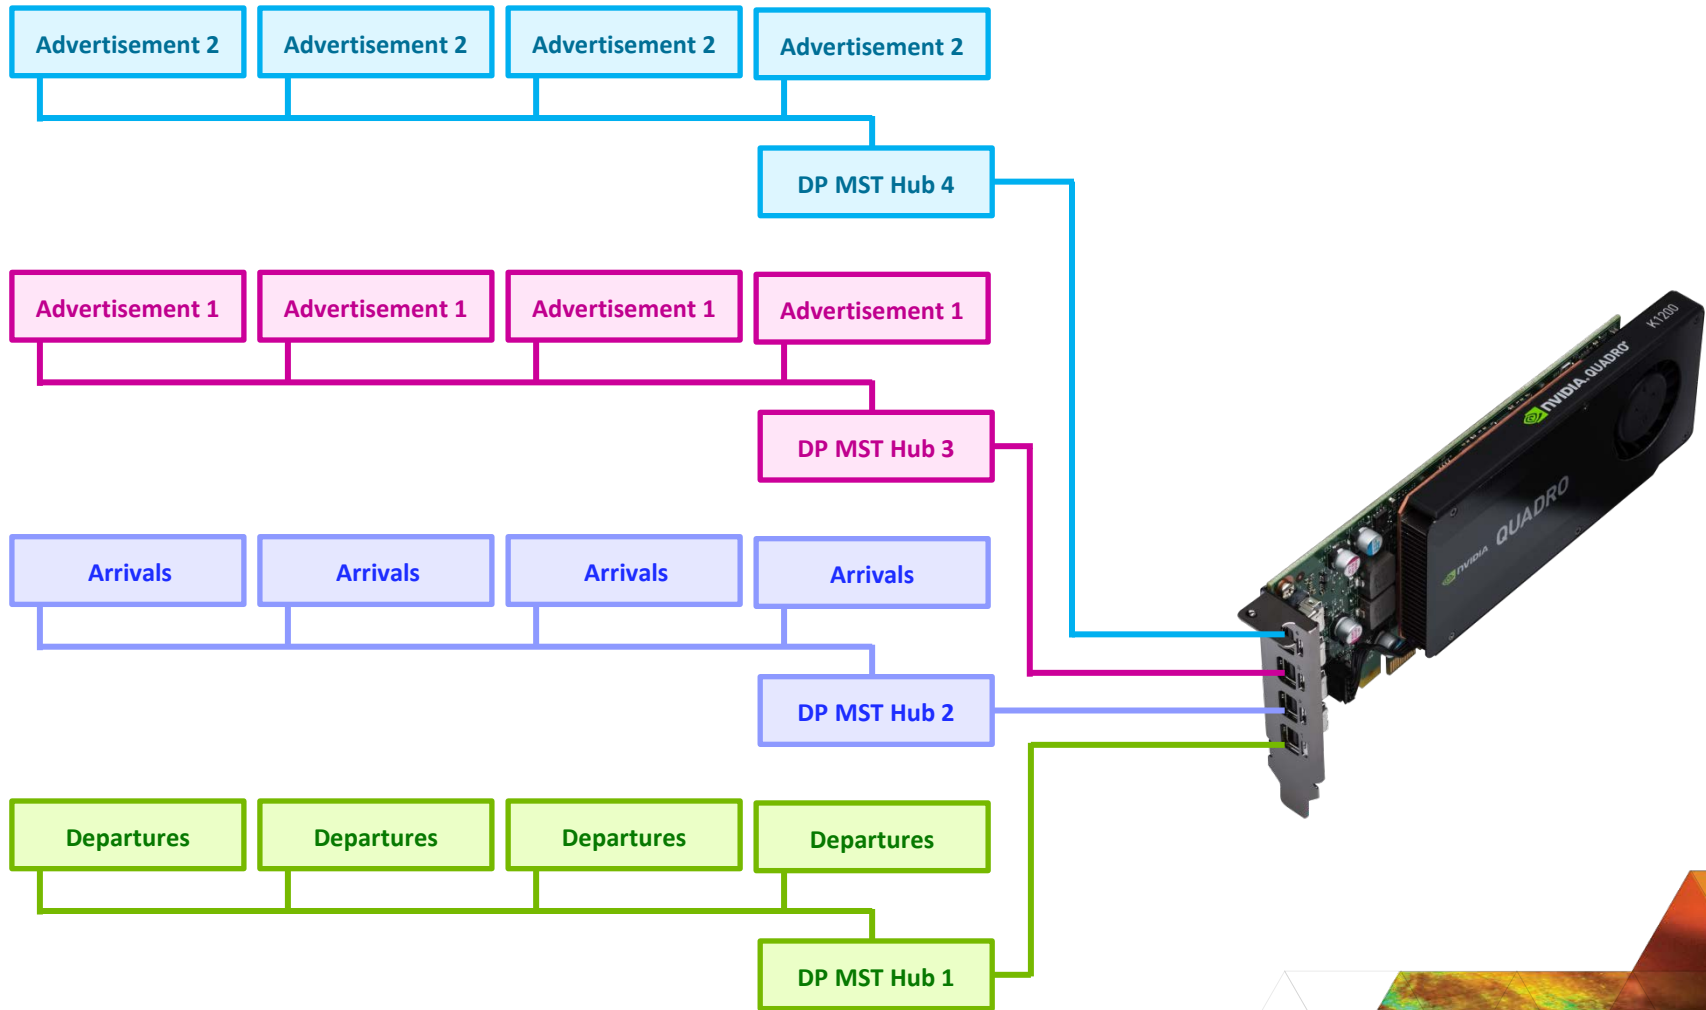 Advertisement 2
Advertisement 2
Advertisement 2
Advertisement 2
DP MST Hub 4
Advertisement 1
Advertisement 1
Advertisement 1
Advertisement 1
DP MST Hub 3
K1200
NVIDIA. QUADRO
NVIDIA QUADRO
Arrivals
Arrivals
Arrivals
Arrivals
DP MST Hub 2
Departures
Departures
Departures
Departures
DP MST Hub 1